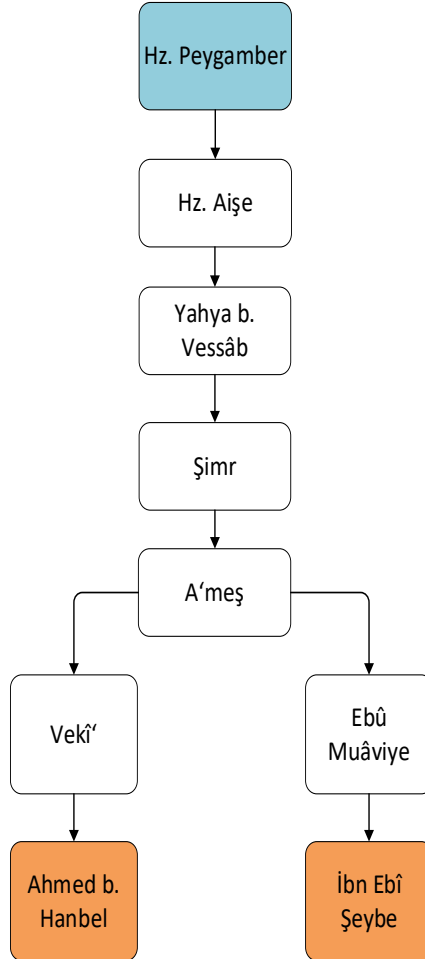 Hz. Peygamber
Hz. Aişe
Yahya b.
Vessâb
Şimr
A‘meş
Vekî‘
Ebû
Muâviye
Ahmed b.
Hanbel
İbn Ebî
Şeybe